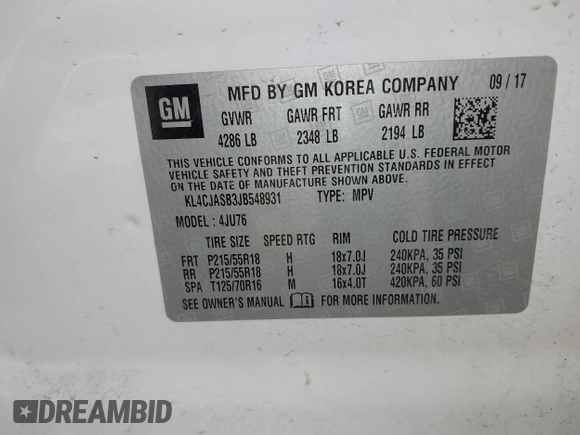 GM
MFD BY GM KOREA COMPANY 09/17
GVWR GAWR FRT GAWR RR
4286 LB 2348 LB 2194 LB
THIS VEHICLE CONFORMS TO ALL APPLICABLE U.S. FEDERAL MOTOR
VEHICLE SAFETY AND THEFT PREVENTION STANDARDS IN EFFECT
ON THE DATE OF MANUFACTURE SHOWN ABOVE.
KL4CJASB3JB548931 TYPE: MPV
MODEL: 4JU76
TIRE SIZE SPEED RTG RIM COLD TIRE PRESSURE
FRT P215/55R18 H 18x7.0J 240KPA, 35 PSI
RR P215/55R18 H 18x7.0J 240KPA, 35 PSI
SPA T125/70R16 M 16x4.0T 420KPA, 60 PSI
SEE OWNER'S MANUAL FOR MORE INFORMATION.
DREAMBID